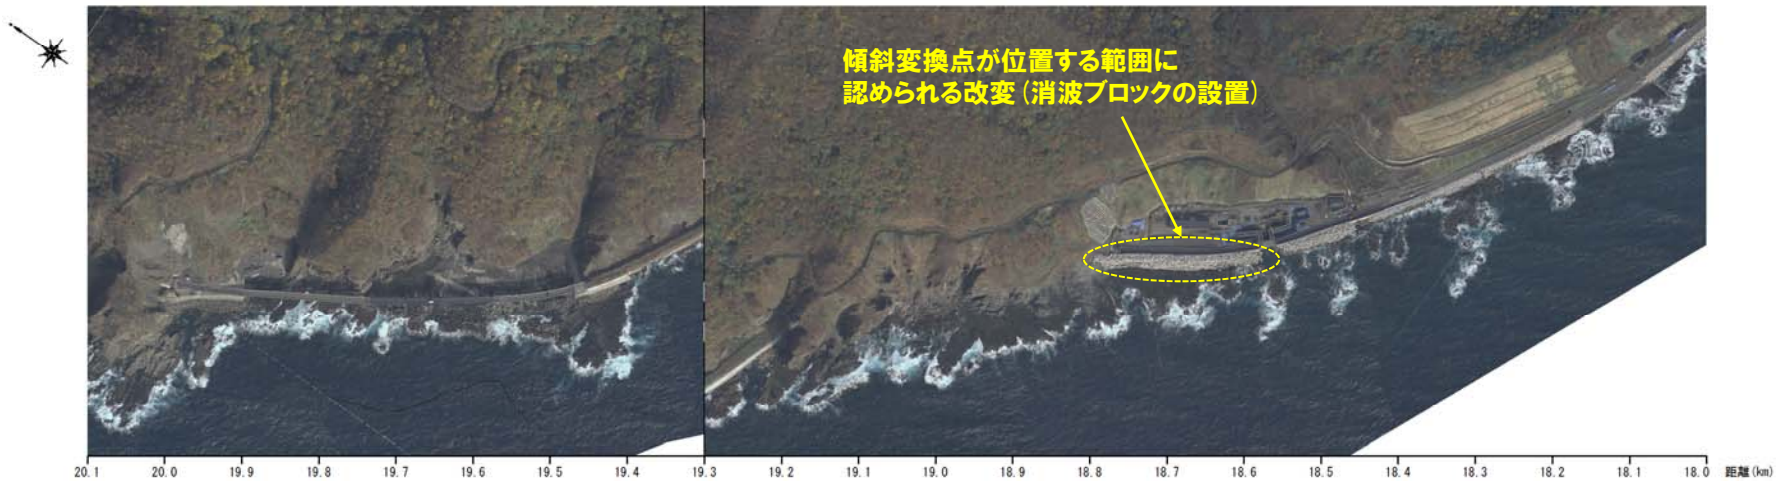 傾斜変換点が位置する範囲に
認められる改変（消波ブロックの設置）
20.1 20.0 19.9 19.8 19.7 19.6 19.5 19.4 19.3 19.2 19.1 19.0 18.9 18.8 18.7 18.6 18.5 18.4 18.3 18.2 18.1 18.0 距離(km)